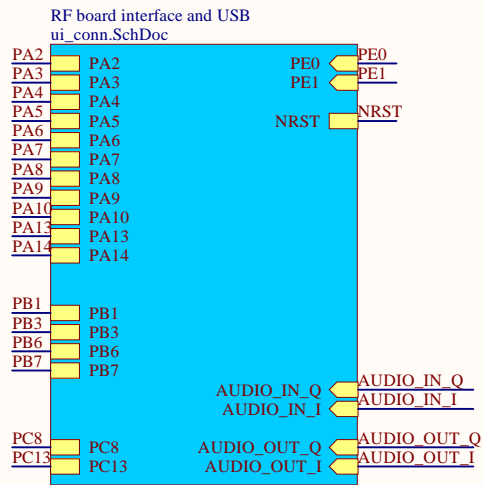 RF board interface and USB
ui_conn.SchDoc
PA2 PA2 PE0 PE0
PA3 PA3 PE1 PE1
PA4 PA4
PA5 PA5 NRST NRST
PA6 PA6
PA7 PA7
PA8 PA8
PA9 PA9
PA10 PA10
PA13 PA13
PA14 PA14
PB1 PB1
PB3 PB3
PB6 PB6
PB7 PB7
AUDIO_IN_Q AUDIO_IN_Q
AUDIO_IN_I AUDIO_IN_I
PC8 PC8 AUDIO_OUT_Q AUDIO_OUT_Q
PC13 PC13 AUDIO_OUT_I AUDIO_OUT_I